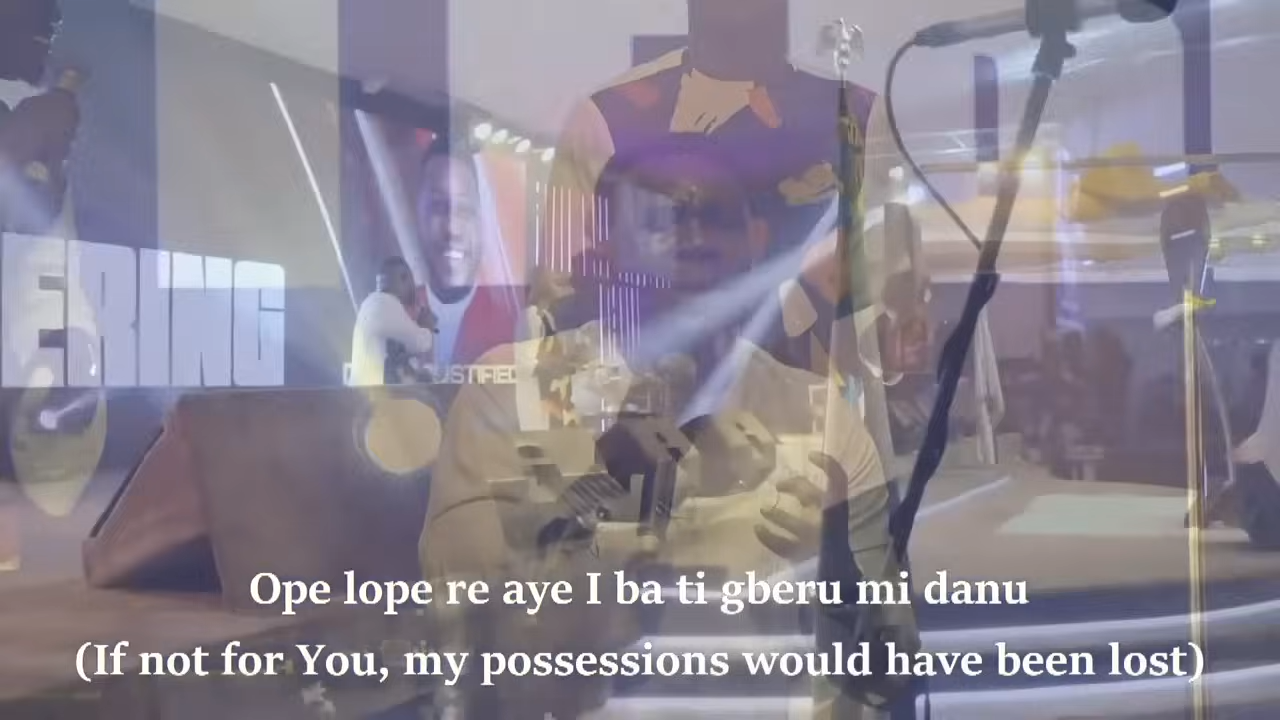 ERING
USTIFIED
Ope lope re aye I ba ti gberu mi danu
(If not for You, my possessions would have been lost)